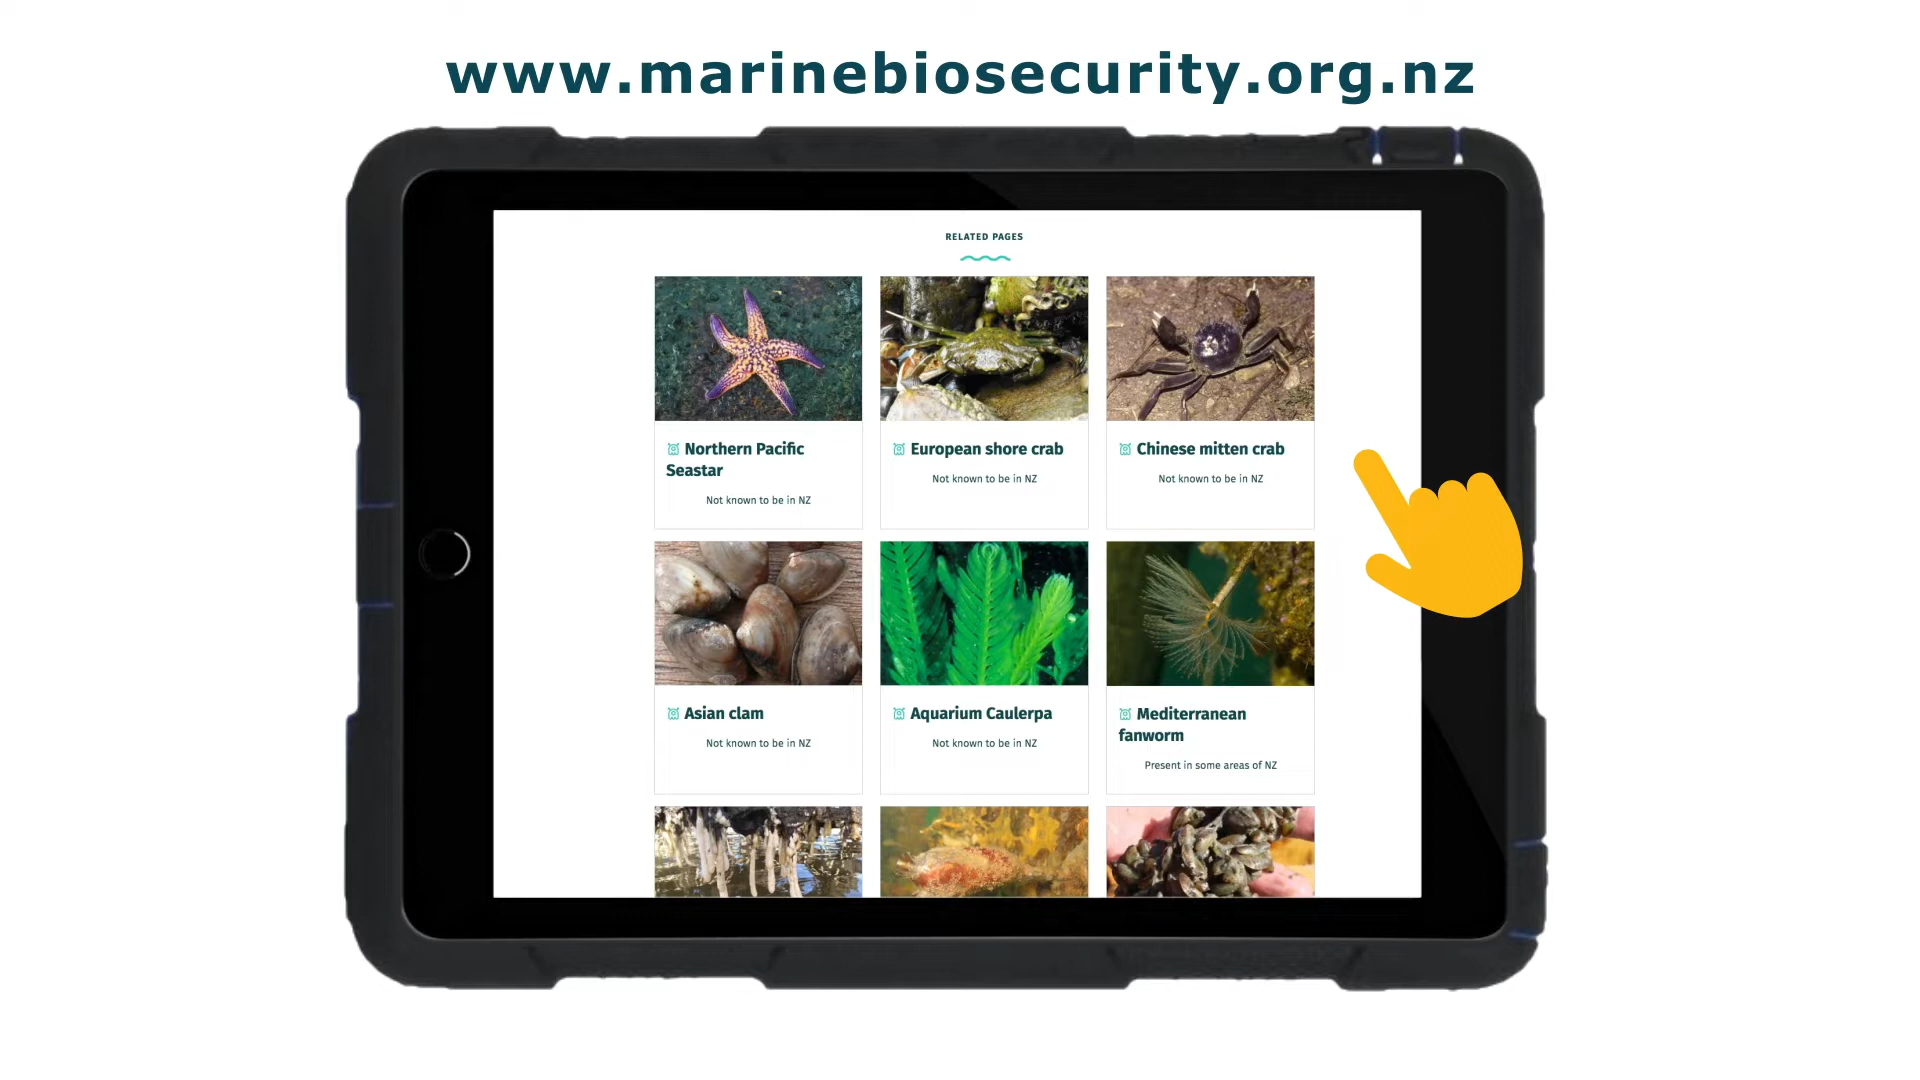 www.marinebiosecurity.org.nz
RELATED PAGES
Northern Pacific
Seastar
Not known to be in NZ
European shore crab
Not known to be in NZ
Chinese mitten crab
Not known to be in NZ
Asian clam
Not known to be in NZ
Aquarium Caulerpa
Not known to be in NZ
Mediterranean
fanworm
Present in some areas of NZ